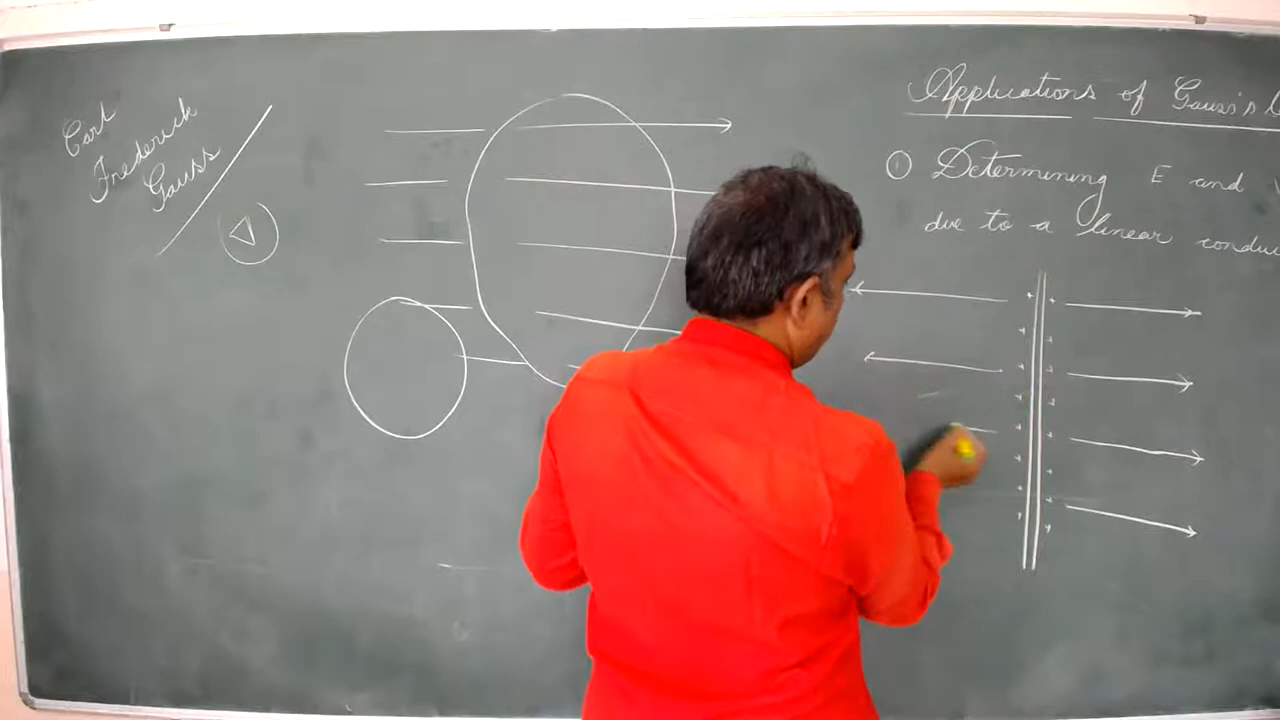 Carl
Frederick
Gauss
Applications of Gauss's
① Determining E and
due to a linear